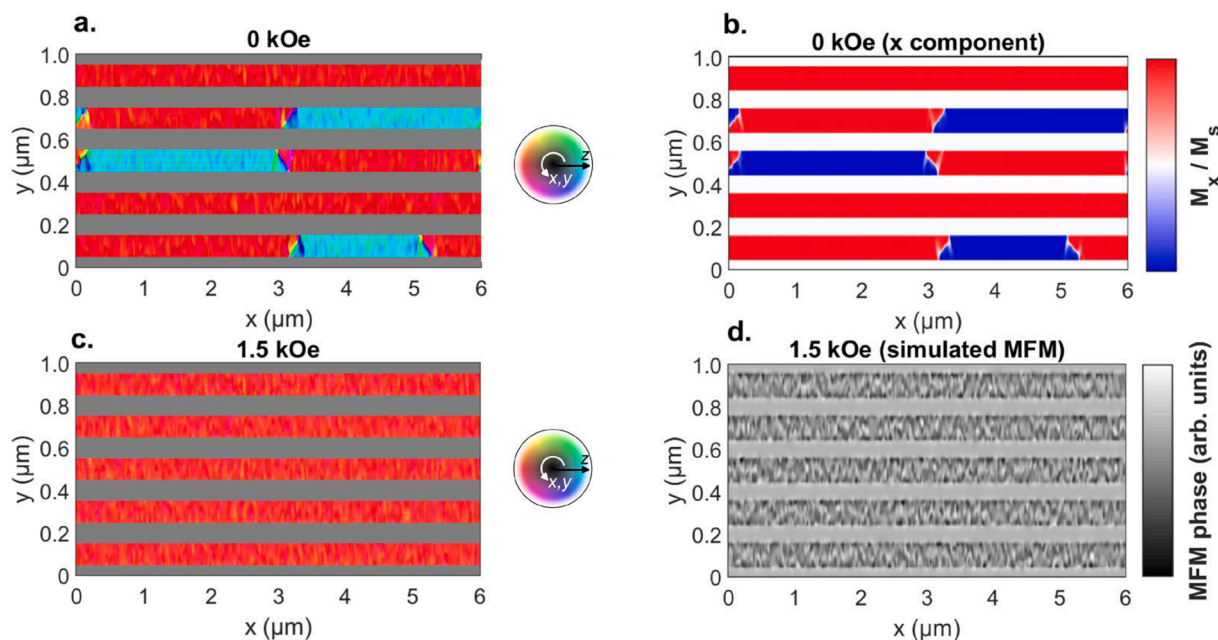 a.
0 kOe
1.0
0.8
0.6
0.4
0.2
0
y (μm)
0 1 2 3 4 5 6
x (μm)
z
x,y
b.
0 kOe (x component)
1.0
0.8
0.6
0.4
0.2
0
y (μm)
0 1 2 3 4 5 6
x (μm)
M_x / M_s
c.
1.5 kOe
1.0
0.8
0.6
0.4
0.2
0
y (μm)
0 1 2 3 4 5 6
x (μm)
z
x,y
d.
1.5 kOe (simulated MFM)
1.0
0.8
0.6
0.4
0.2
0
y (μm)
0 1 2 3 4 5 6
x (μm)
MFM phase (arb. units)